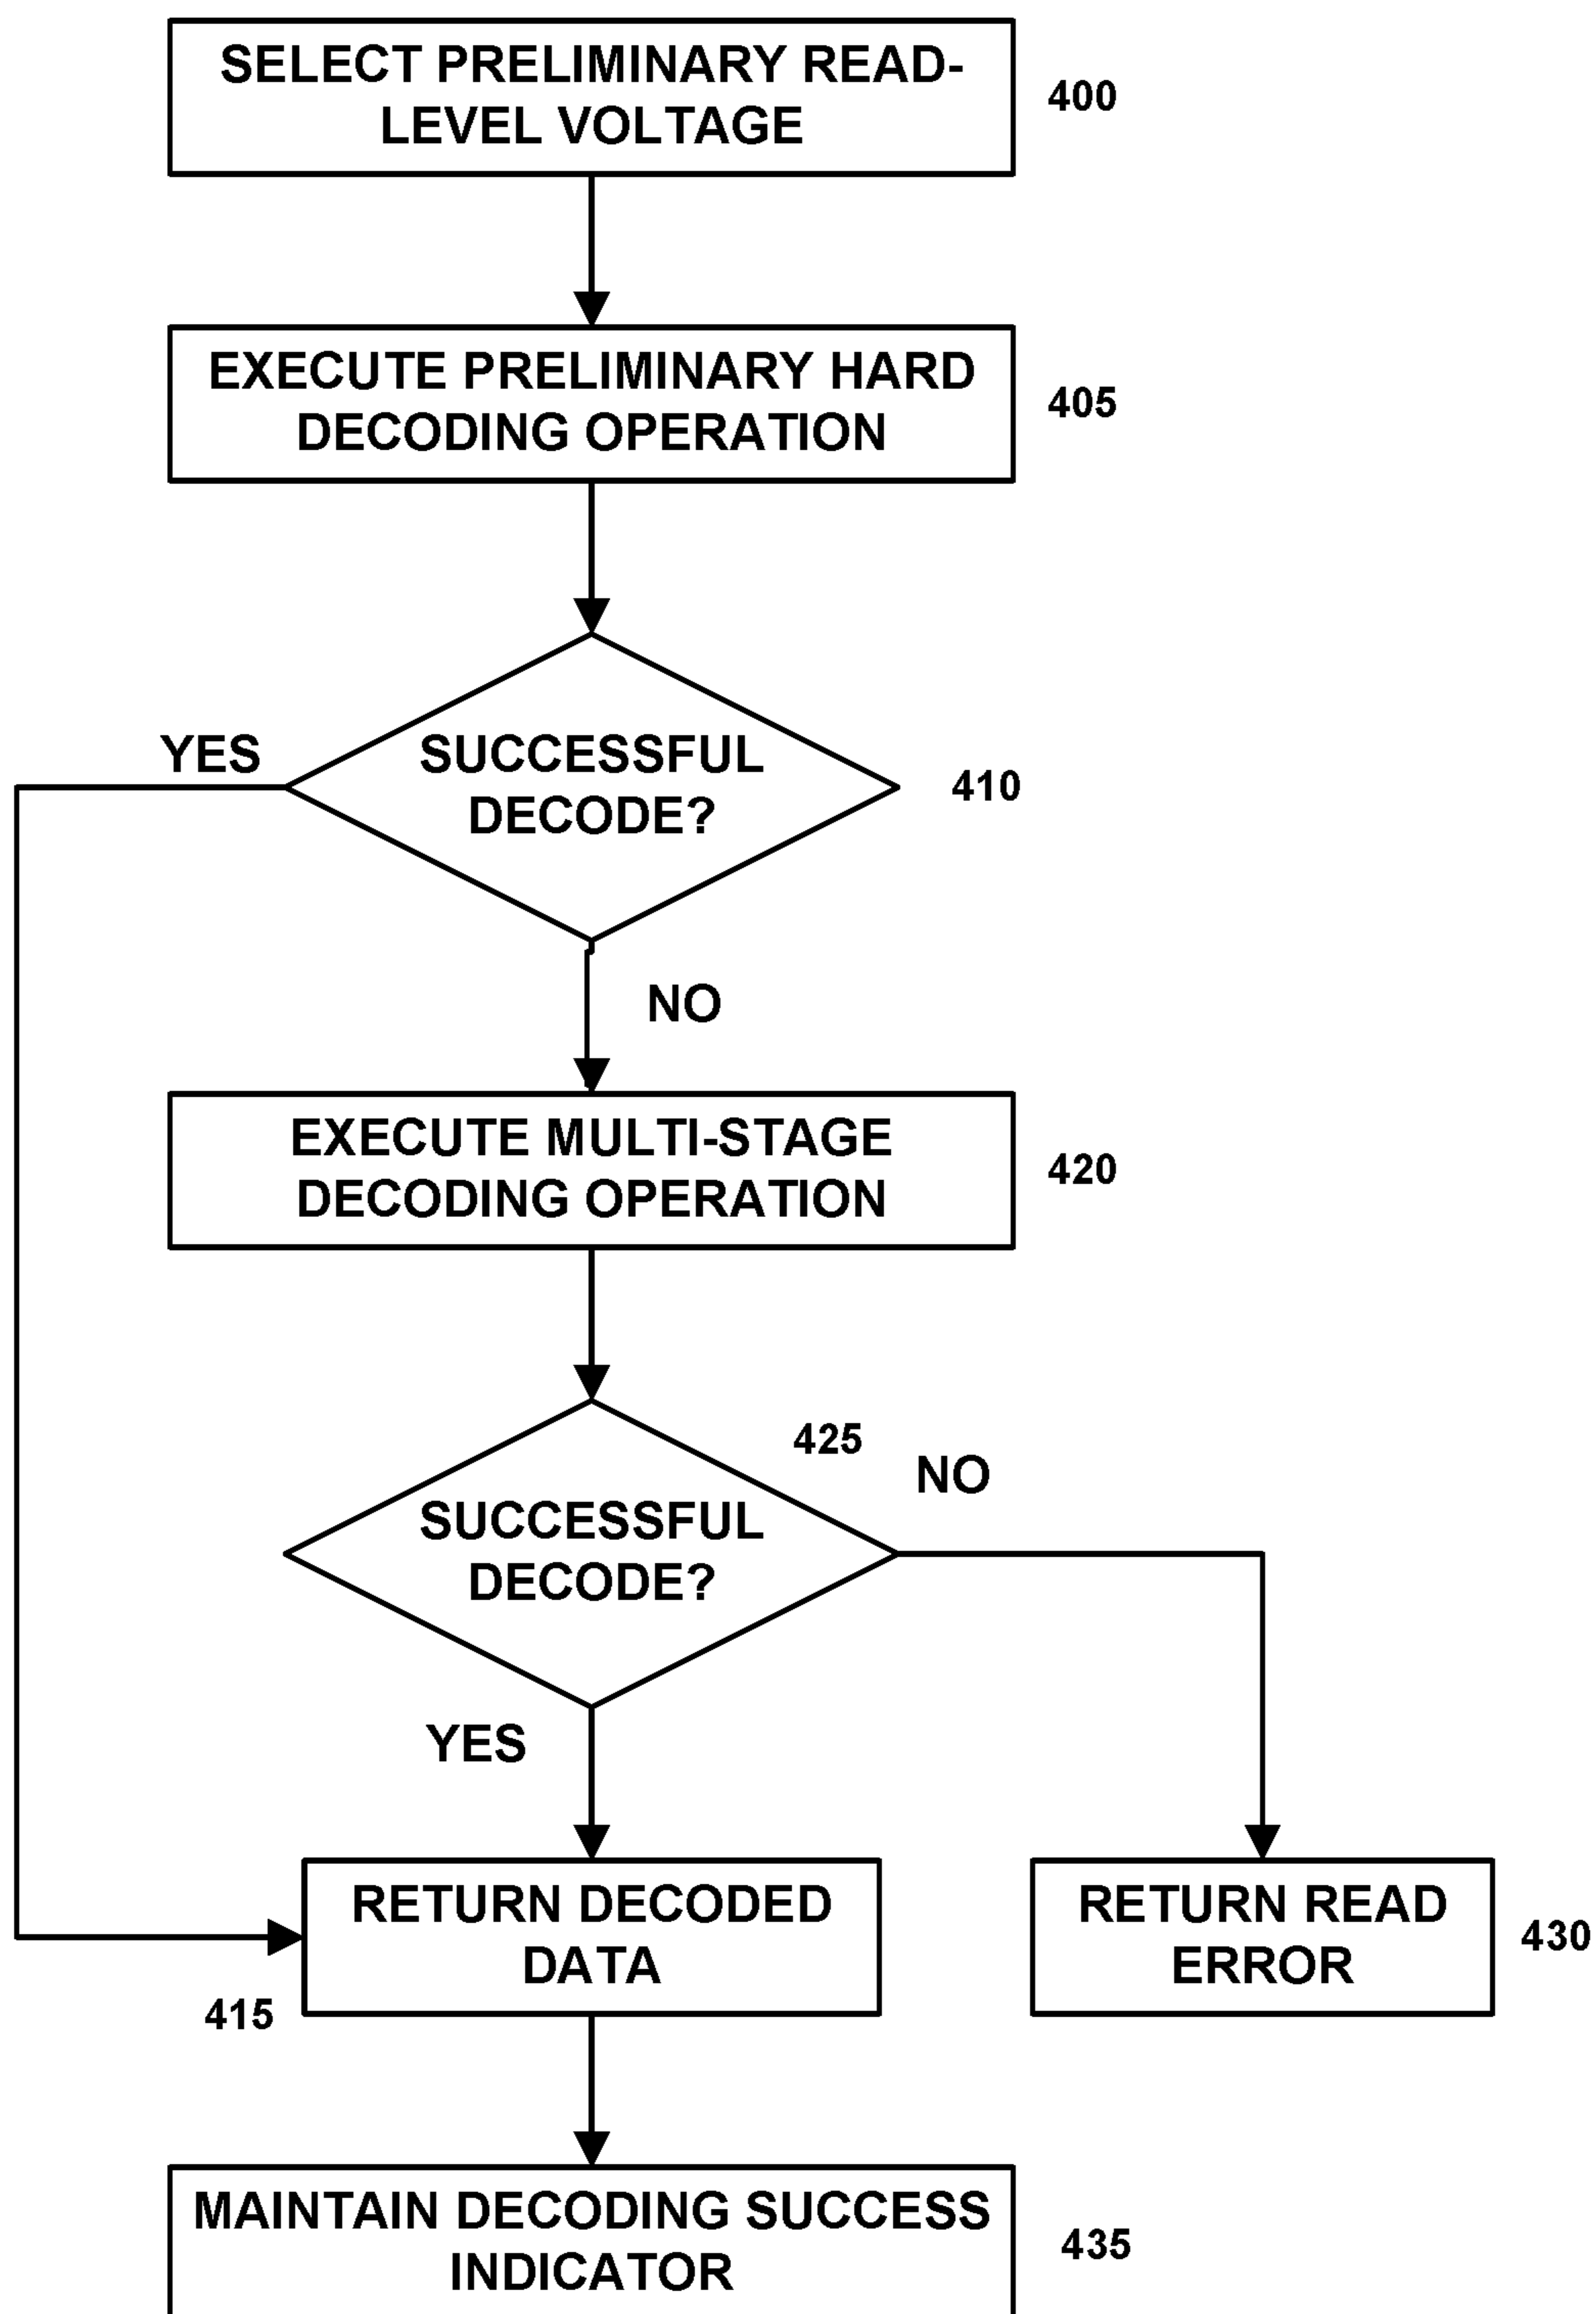 SELECT PRELIMINARY READ-
LEVEL VOLTAGE
400
EXECUTE PRELIMINARY HARD
DECODING OPERATION
405
YES
SUCCESSFUL
DECODE?
410
NO
EXECUTE MULTI-STAGE
DECODING OPERATION
420
425
NO
SUCCESSFUL
DECODE?
YES
RETURN DECODED
DATA
415
RETURN READ
ERROR
430
MAINTAIN DECODING SUCCESS
INDICATOR
435